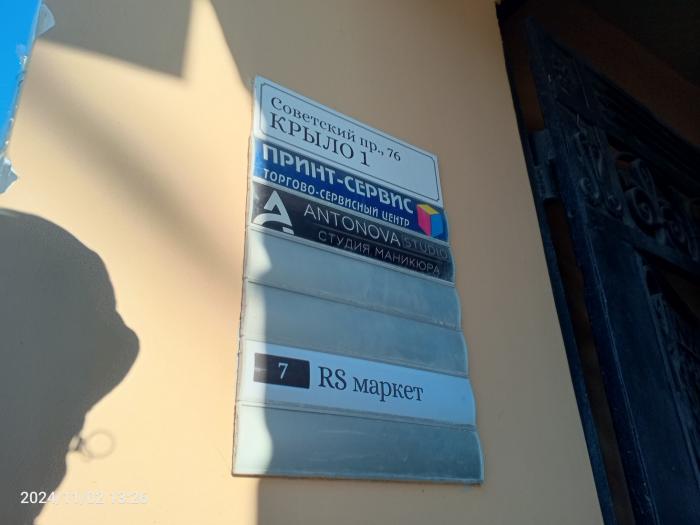 Советский пр., 76
КРЫЛО 1
ПРИНТ-СЕРВИС
ТОРГОВО-СЕРВИСНЫЙ ЦЕНТР
ANTONOVA STUDIO
СТУДИЯ МАНИКЮРА
7 RS маркет
2024/11/02 13:26